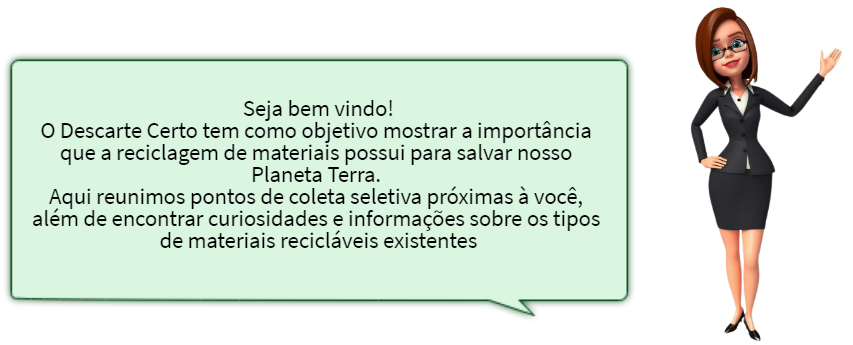 Seja bem vindo!
O Descarte Certo tem como objetivo mostrar a importância
que a reciclagem de materiais possui para salvar nosso
Planeta Terra.
Aqui reunimos pontos de coleta seletiva próximas à você,
além de encontrar curiosidades e informações sobre os tipos
de materiais recicláveis existentes